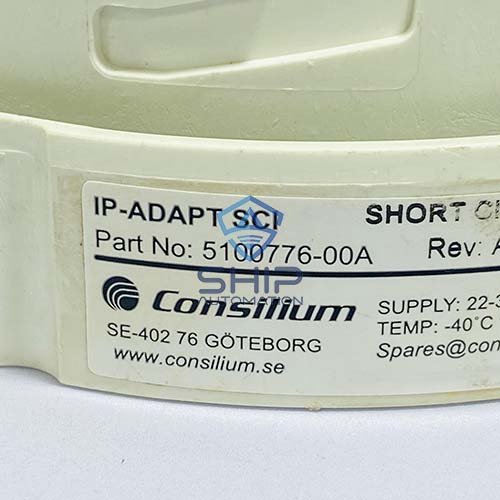 IP-ADAPT SCI SHORT
Part No: 5100776-00A Rev: A
SHIP
AUTOMATION
Consilium SUPPLY: 22-
SE-402 76 GÖTEBORG TEMP: -40°C
www.consilium.se Spares@con